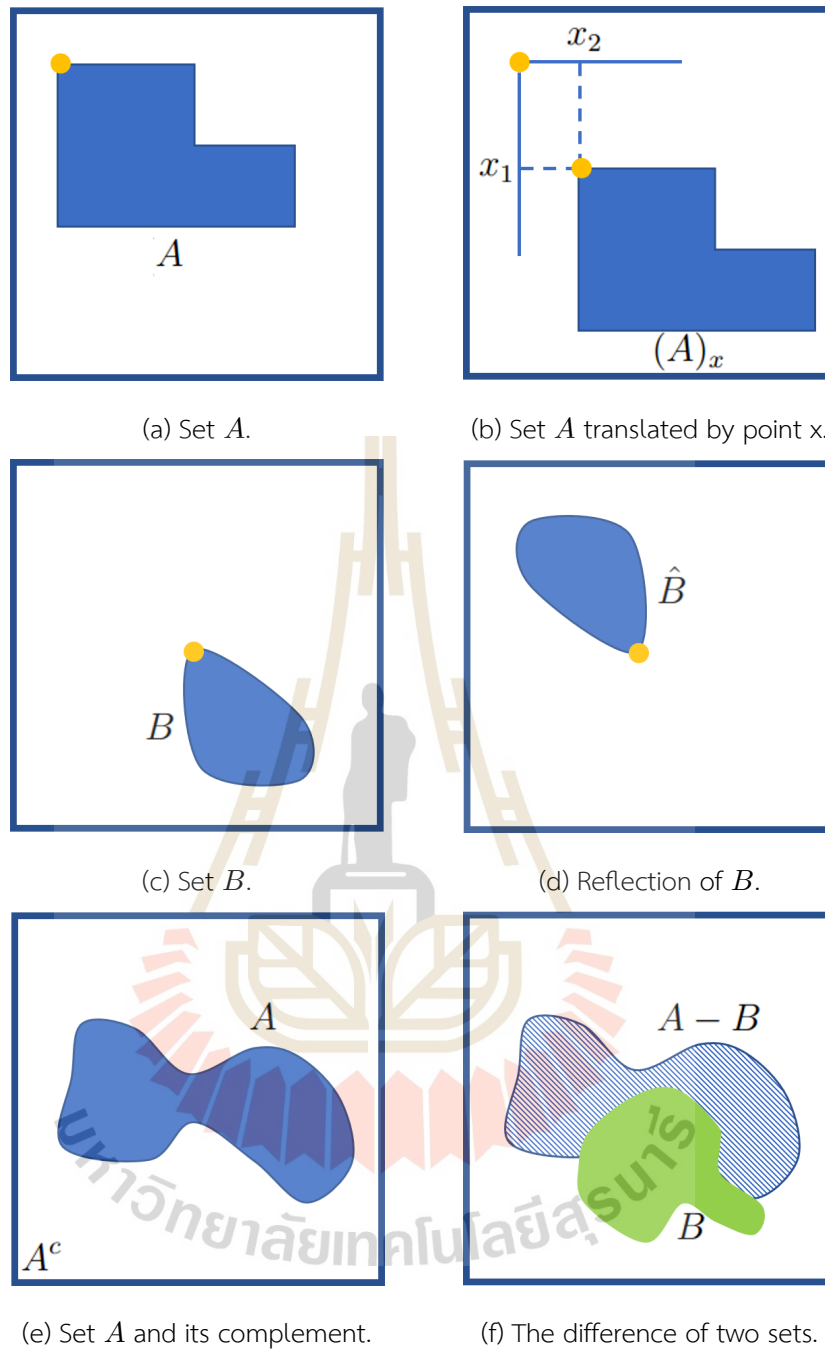 x₂
x₁
A
(A)ₓ
(a) Set A.
(b) Set A translated by point x.
B̂
B
(c) Set B.
(d) Reflection of B.
A
A − B
B
Aᶜ
มหาวิทยาลัยเทคโนโลยีสุรนารี
(e) Set A and its complement.
(f) The difference of two sets.